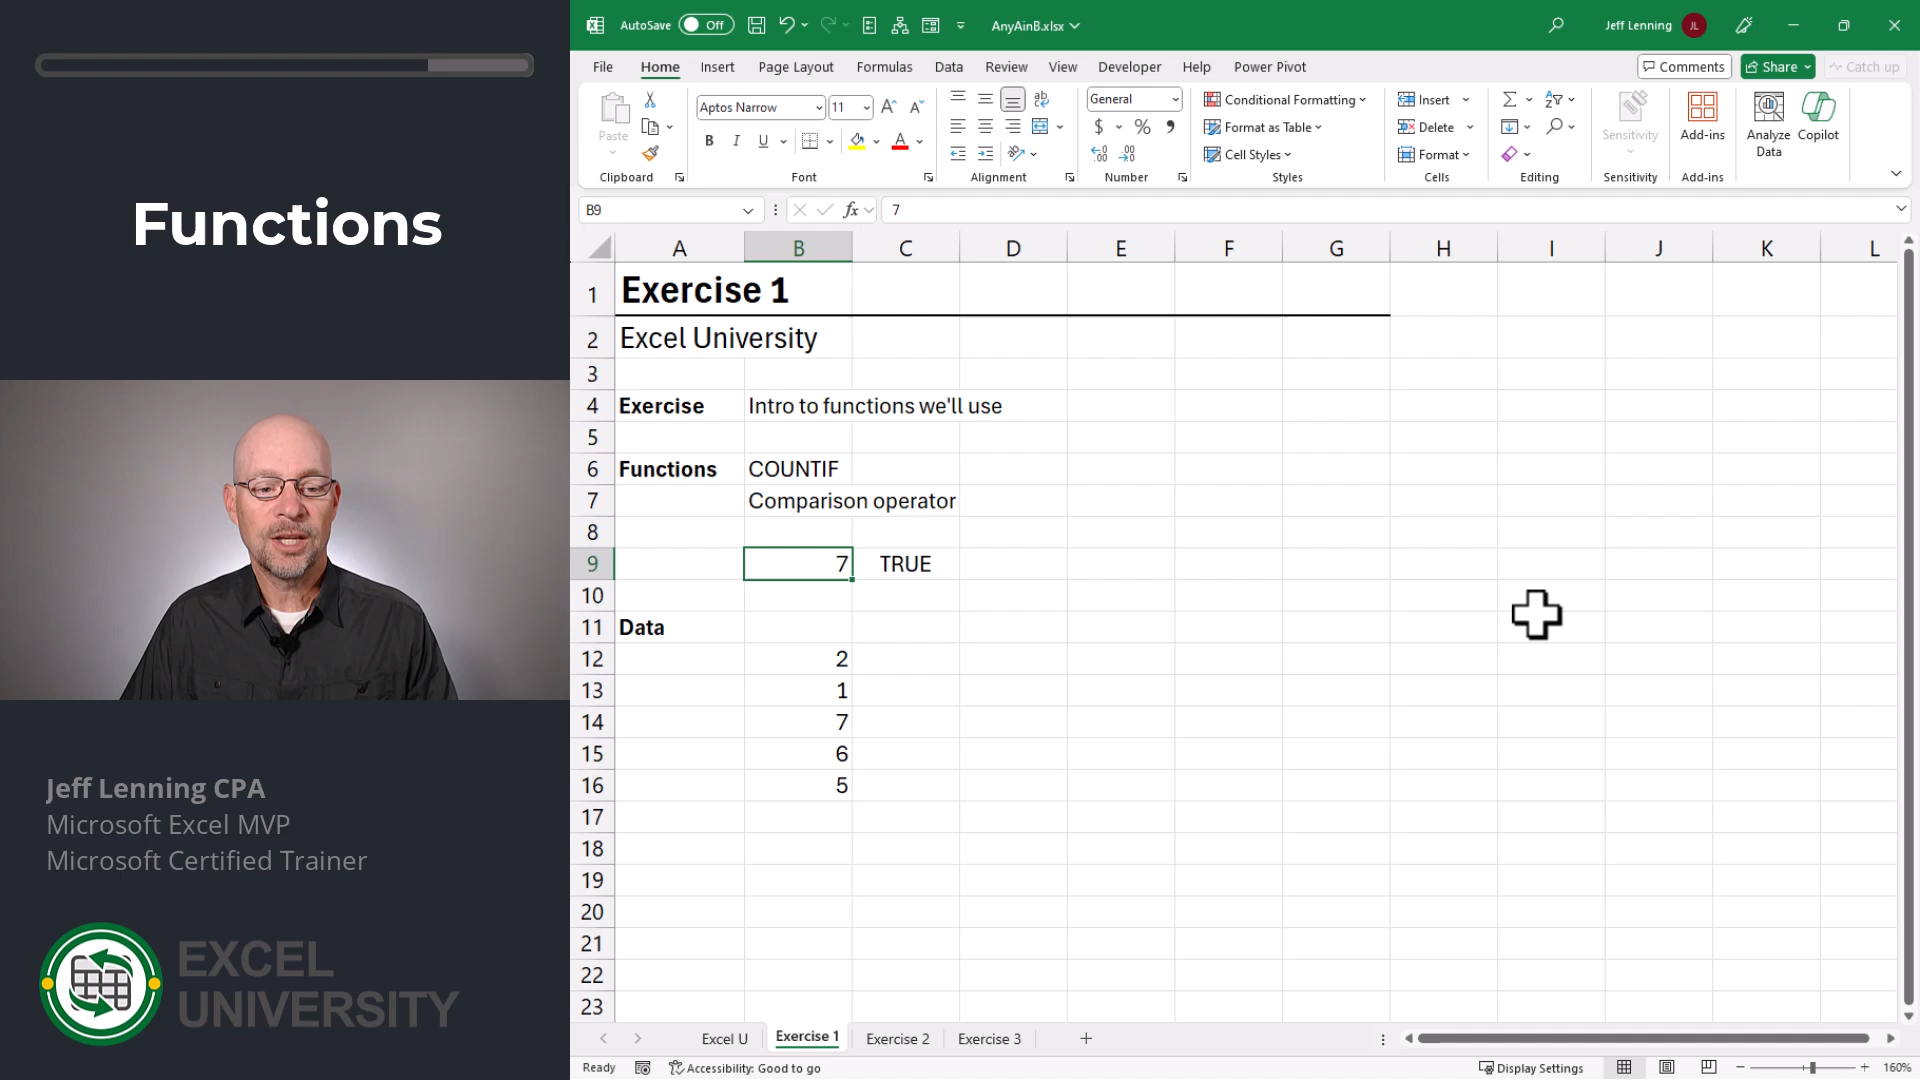 Functions
Jeff Lenning CPA
Microsoft Excel MVP
Microsoft Certified Trainer
EXCEL
UNIVERSITY
AutoSave Off AnyAinB.xlsx Jeff Lenning JL
File Home Insert Page Layout Formulas Data Review View Developer Help Power Pivot Comments Share Catch up
Paste Aptos Narrow 11 General Conditional Formatting Insert
Format as Table Delete Sensitivity Add-ins Analyze Data Copilot
Cell Styles Format
Clipboard Font Alignment Number Styles Cells Editing Sensitivity Add-ins
B9 fx 7
A B C D E F G H I J K L
1 Exercise 1
2 Excel University
3
4 Exercise Intro to functions we'll use
5
6 Functions COUNTIF
7 Comparison operator
8
9 7 TRUE
10
11 Data
12 2
13 1
14 7
15 6
16 5
17
18
19
20
21
22
23
Excel U Exercise 1 Exercise 2 Exercise 3
Ready Accessibility: Good to go Display Settings 160%